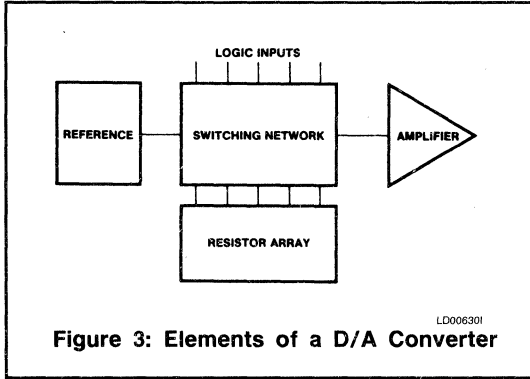 LOGIC INPUTS
REFERENCE
SWITCHING NETWORK
AMPLIFIER
RESISTOR ARRAY
LD00630I
Figure 3: Elements of a D/A Converter